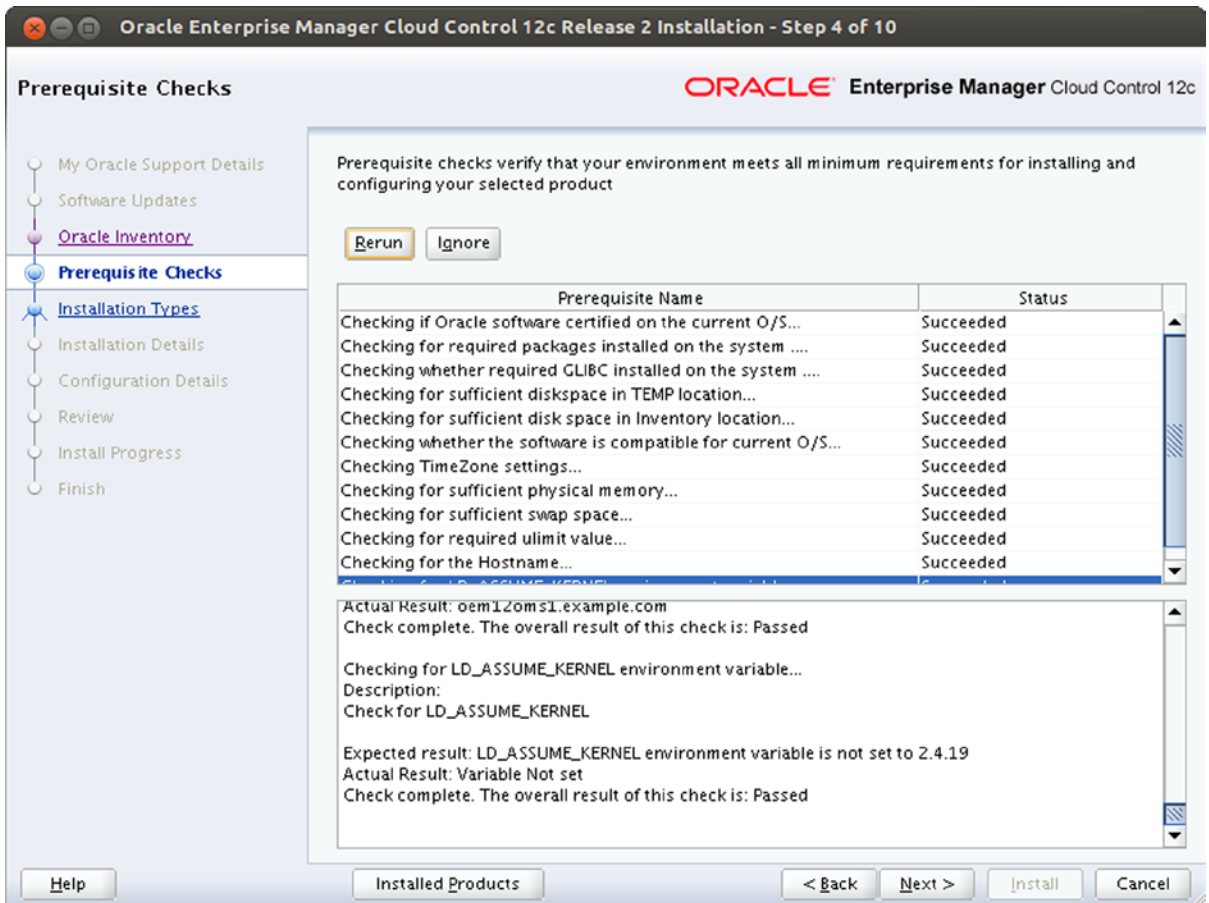 Oracle Enterprise Manager Cloud Control 12c Release 2 Installation - Step 4 of 10
Prerequisite Checks
ORACLE Enterprise Manager Cloud Control 12c
My Oracle Support Details
Software Updates
Oracle Inventory
Prerequisite Checks
Installation Types
Installation Details
Configuration Details
Review
Install Progress
Finish
Prerequisite checks verify that your environment meets all minimum requirements for installing and
configuring your selected product
Rerun Ignore
Prerequisite Name Status
Checking if Oracle software certified on the current O/S... Succeeded
Checking for required packages installed on the system .... Succeeded
Checking whether required GLIBC installed on the system .... Succeeded
Checking for sufficient diskspace in TEMP location... Succeeded
Checking for sufficient disk space in Inventory location... Succeeded
Checking whether the software is compatible for current O/S... Succeeded
Checking TimeZone settings... Succeeded
Checking for sufficient physical memory... Succeeded
Checking for sufficient swap space... Succeeded
Checking for required ulimit value... Succeeded
Checking for the Hostname... Succeeded
Checking for LD_ASSUME_KERNEL environment variable... Succeeded
Actual Result: oem12oms1.example.com
Check complete. The overall result of this check is: Passed
Checking for LD_ASSUME_KERNEL environment variable...
Description:
Check for LD_ASSUME_KERNEL
Expected result: LD_ASSUME_KERNEL environment variable is not set to 2.4.19
Actual Result: Variable Not set
Check complete. The overall result of this check is: Passed
Help Installed Products < Back Next > Install Cancel